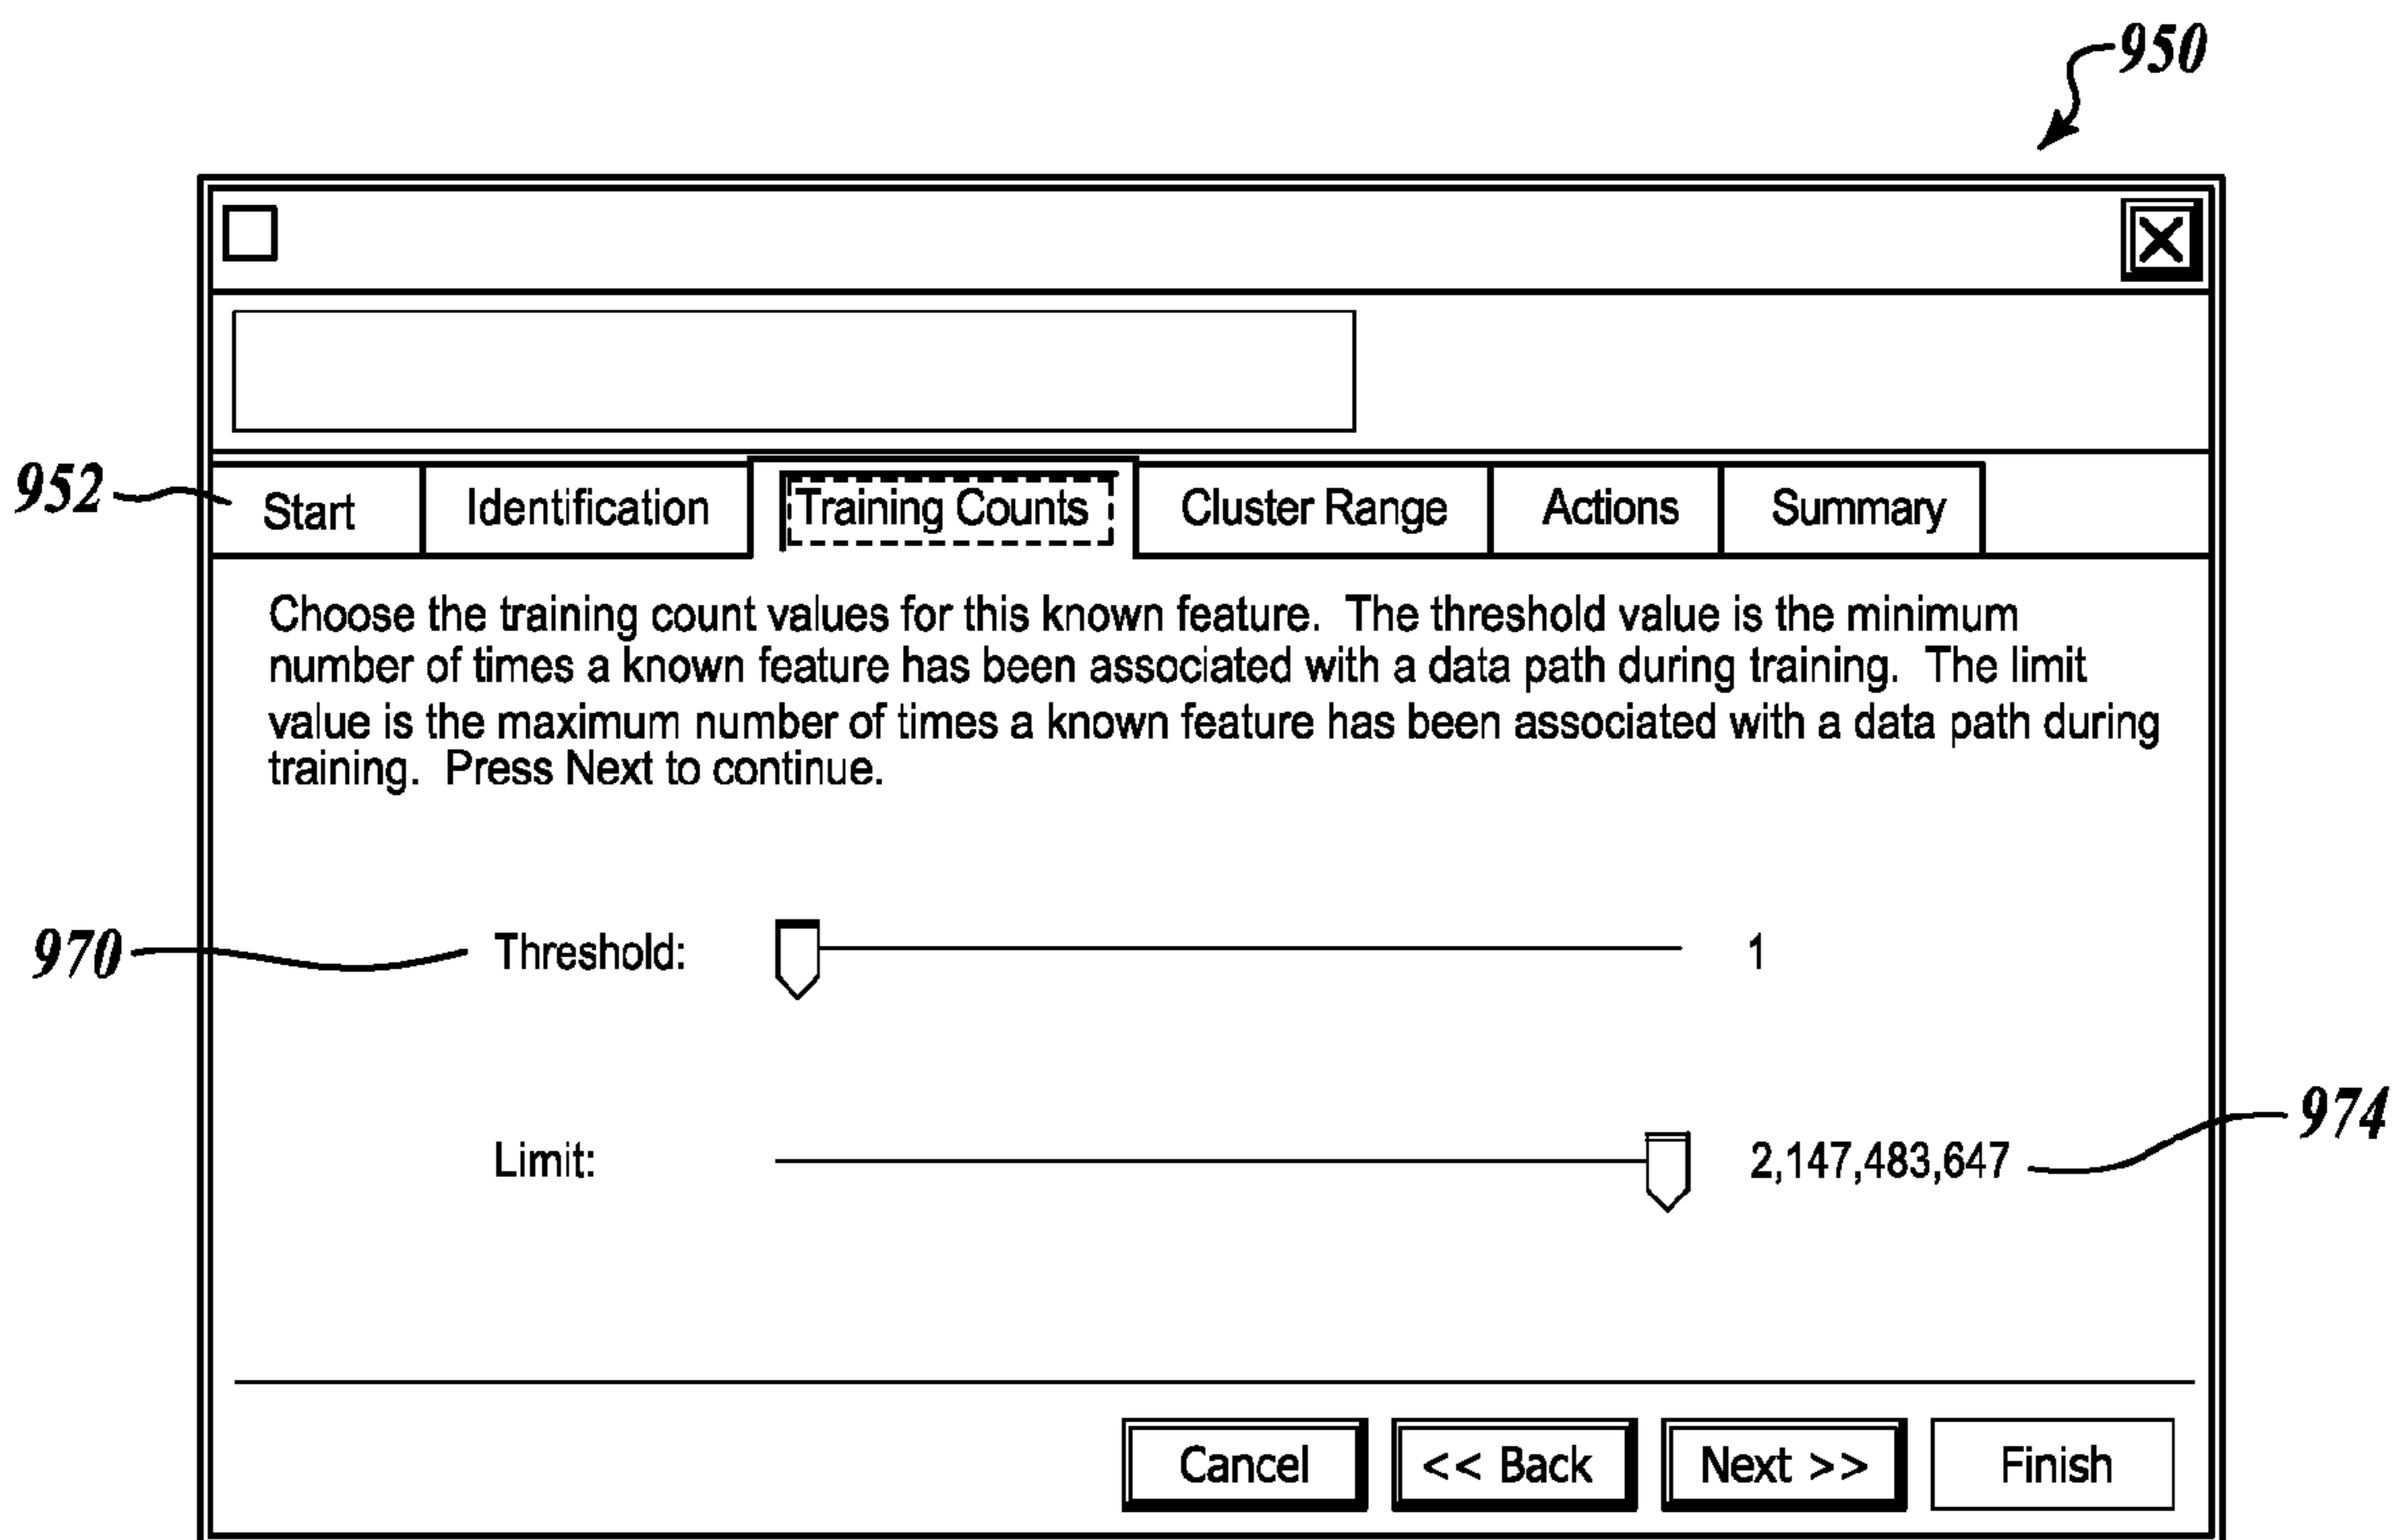 950
952
Start Identification Training Counts Cluster Range Actions Summary
Choose the training count values for this known feature. The threshold value is the minimum
number of times a known feature has been associated with a data path during training. The limit
value is the maximum number of times a known feature has been associated with a data path during
training. Press Next to continue.
970 Threshold: 1
974
Limit: 2,147,483,647
Cancel << Back Next >> Finish